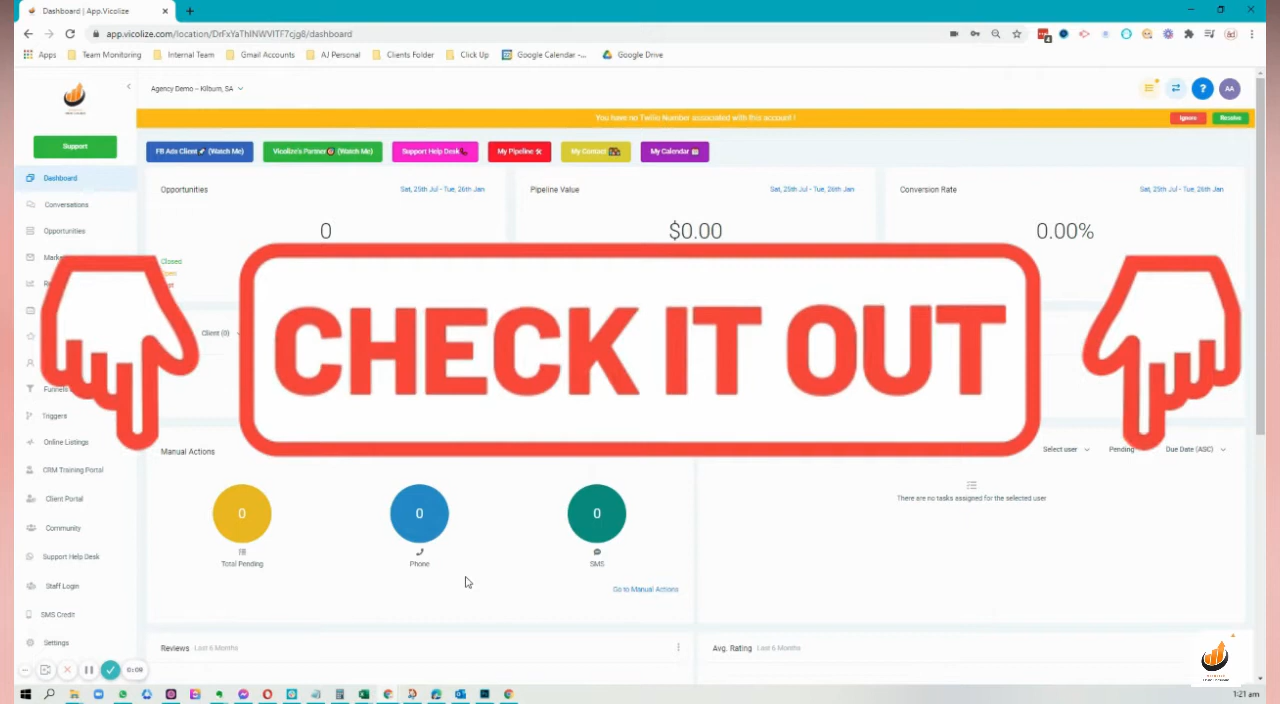 Dashboard | App.Vicolize
app.vicolize.com/location/DrFxYaThINWVITF7cjg8/dashboard
Apps Team Monitoring Internal Team Gmail Accounts AJ Personal Clients Folder Click Up Google Calendar -... Google Drive
Agency Demo – Kilburn, SA
? AA
You have no Twilio Number associated with this account !
Ignore Resolve
Support
FB Ads Client (Watch Me) Vicolize's Partner (Watch Me) Support Help Desk My Pipeline My Contact My Calendar
Dashboard
Conversations
Opportunities
Opportunities Sat, 25th Jul - Tue, 26th Jan
0
Closed
Pipeline Value Sat, 25th Jul - Tue, 26th Jan
$0.00
Conversion Rate Sat, 25th Jul - Tue, 26th Jan
0.00%
CHECK IT OUT
Client (0)
Triggers
Online Listings
CRM Training Portal
Client Portal
Community
Support Help Desk
Staff Login
SMS Credit
Settings
Manual Actions
0 0 0
Total Pending Phone SMS
Go to Manual Actions
Select user Pending Due Date (ASC)
There are no tasks assigned for the selected user
Reviews Last 6 Months
Avg. Rating Last 6 Months
0:09
1:21 am